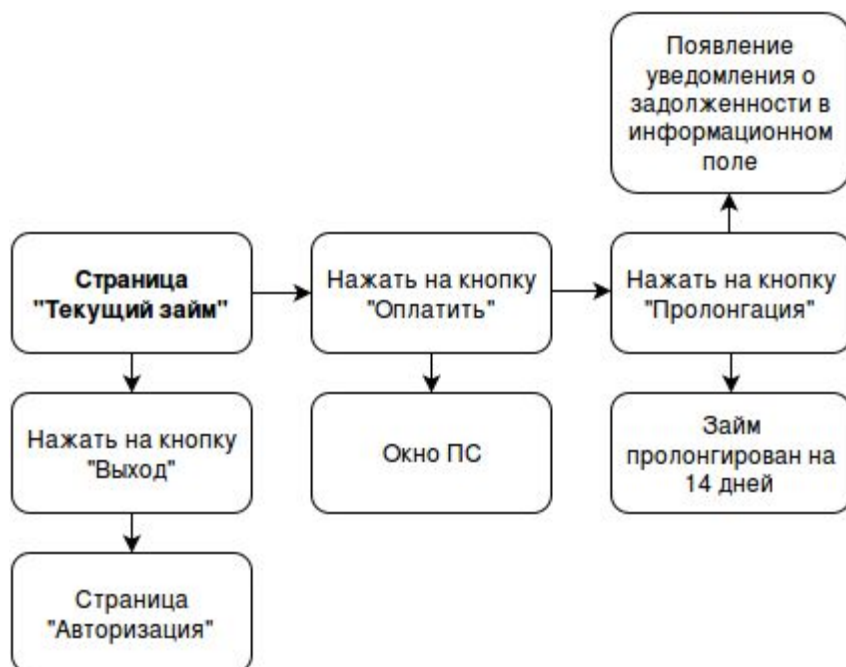 Появление
уведомления о
задолженности в
информационном
поле
Страница
"Текущий займ"
Нажать на кнопку
"Оплатить"
Нажать на кнопку
"Пролонгация"
Нажать на кнопку
"Выход"
Окно ПС
Займ
пролонгирован на
14 дней
Страница
"Авторизация"